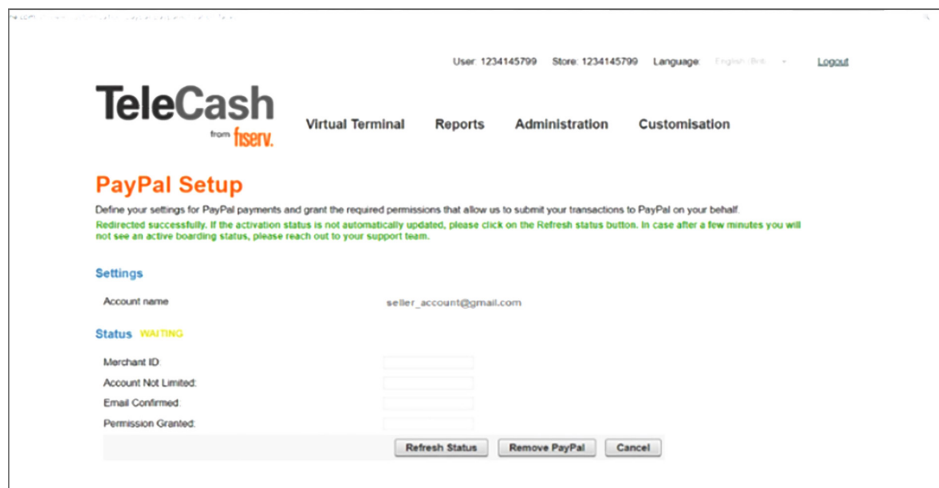 User: 1234145799 Store: 1234145799 Language: English Logout
TeleCash
from fiserv.
Virtual Terminal Reports Administration Customisation
PayPal Setup
Define your settings for PayPal payments and grant the required permissions that allow us to submit your transactions to PayPal on your behalf.
Redirected successfully. If the activation status is not automatically updated, please click on the Refresh status button. In case after a few minutes you will
not see an active boarding status, please reach out to your support team.
Settings
Account name seller_account@gmail.com
Status WAITING
Merchant ID:
Account Not Limited:
Email Confirmed:
Permission Granted:
Refresh Status Remove PayPal Cancel